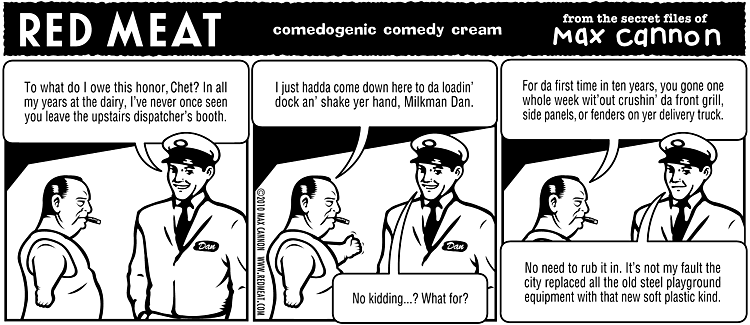 RED MEAT
comedogenic comedy cream
from the secret files of
Max Cannon
To what do I owe this honor, Chet? In all
my years at the dairy, I've never once seen
you leave the upstairs dispatcher's booth.
I just hadda come down here to da loadin'
dock an' shake yer hand, Milkman Dan.
Dan
No kidding...? What for?
©2010 MAX CANNON WWW.REDMEAT.COM
Dan
For da first time in ten years, you gone one
whole week wit'out crushin' da front grill,
side panels, or fenders on yer delivery truck.
No need to rub it in. It's not my fault the
city replaced all the old steel playground
equipment with that new soft plastic kind.